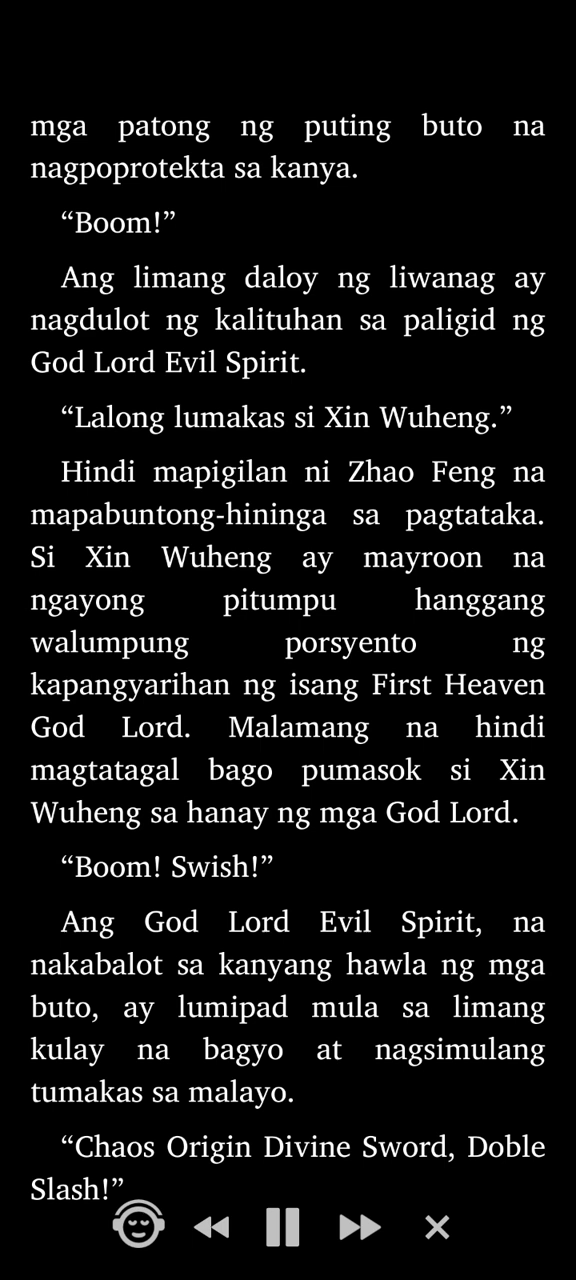 mga patong ng puting buto na
nagpoprotekta sa kanya.
“Boom!”
Ang limang daloy ng liwanag ay
nagdulot ng kalituhan sa paligid ng
God Lord Evil Spirit.
“Lalong lumakas si Xin Wuheng.”
Hindi mapigilan ni Zhao Feng na
mapabuntong-hininga sa pagtataka.
Si Xin Wuheng ay mayroon na
ngayong pitumpu hanggang
walumpung porsyento ng
kapangyarihan ng isang First Heaven
God Lord. Malamang na hindi
magtatagal bago pumasok si Xin
Wuheng sa hanay ng mga God Lord.
“Boom! Swish!”
Ang God Lord Evil Spirit, na
nakabalot sa kanyang hawla ng mga
buto, ay lumipad mula sa limang
kulay na bagyo at nagsimulang
tumakas sa malayo.
“Chaos Origin Divine Sword, Doble
Slash!”